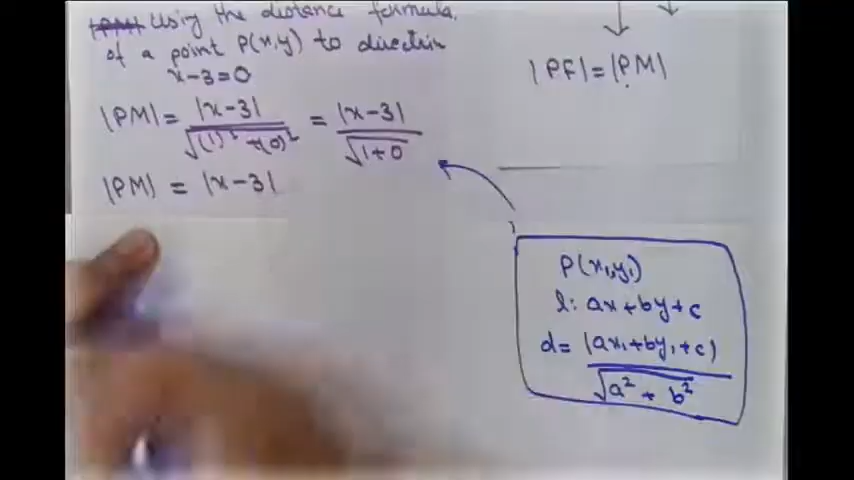 Using the distance formula.
of a point P(x,y) to directrix
x-3=0
|PM| = |x-3| / √(1)²+(0)² = |x-3| / √1+0
|PM| = |x-3|
|PF| = |PM|
P(x₁,y₁)
l: ax+by+c
d= (ax₁+by₁+c) / √a² + b²